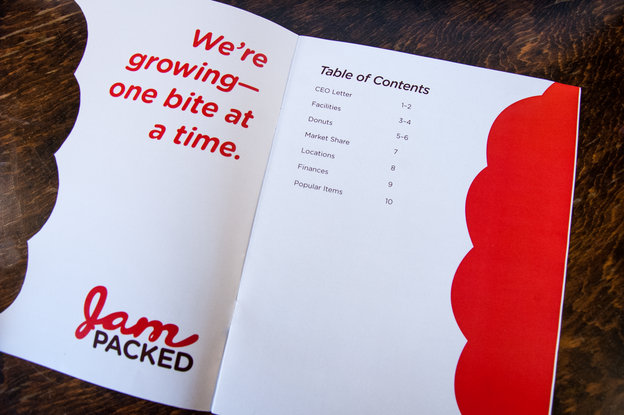 We're
growing—
one bite at
a time.
Jam
PACKED
Table of Contents
CEO Letter 1–2
Facilities 3–4
Donuts 5–6
Market Share 7
Locations 8
Finances 9
Popular Items 10